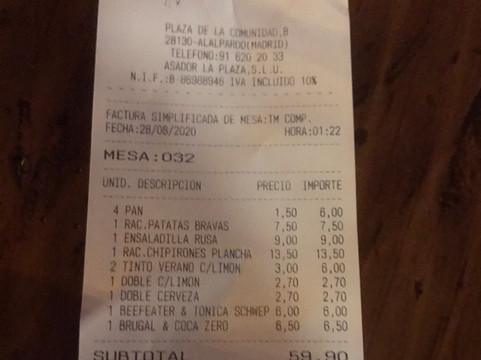 PLAZA DE LA COMUNIDAD,8
28130-ALALPARDO(MADRID)
TELEFONO:91 620 20 33
ASADOR LA PLAZA,S.L.U.
N.I.F.:B-86988946 IVA INCLUIDO 10%
FACTURA SIMPLIFICADA DE MESA:TM COMP.
FECHA:28/08/2020 HORA:01:22
MESA:032
UNID. DESCRIPCION PRECIO IMPORTE
4 PAN 1,50 6,00
1 RAC.PATATAS BRAVAS 7,50 7,50
1 ENSALADILLA RUSA 9,00 9,00
1 RAC.CHIPIRONES PLANCHA 13,50 13,50
2 TINTO VERANO C/LIMON 3,00 6,00
1 DOBLE C/LIMON 2,70 2,70
1 DOBLE CERVEZA 2,70 2,70
1 BEEFEATER & TONICA SCHWEP 6,00 6,00
1 BRUGAL & COCA ZERO 6,50 6,50
SUBTOTAL 59,90